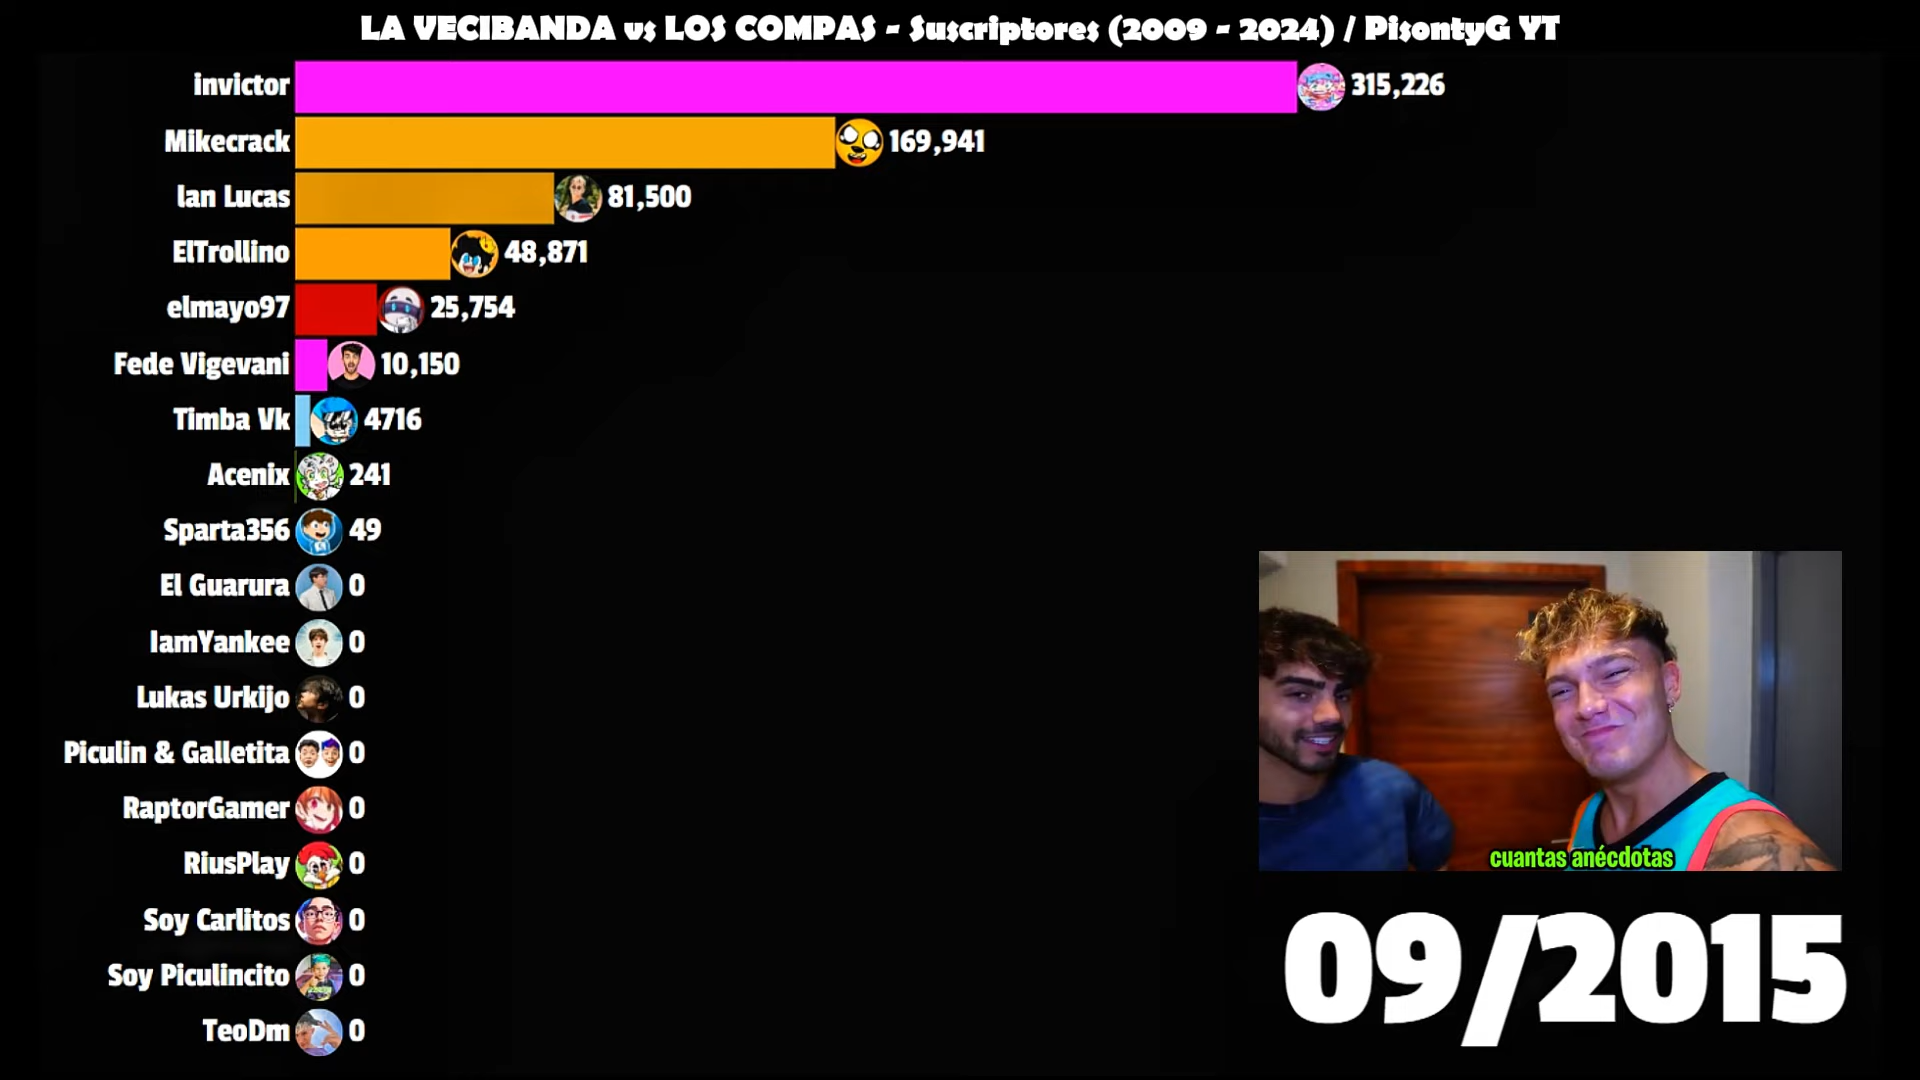 LA VECIBANDA vs LOS COMPAS - Suscriptores (2009 - 2024) / PisontyG YT
invictor 315,226
Mikecrack 169,941
Ian Lucas 81,500
ElTrollino 48,871
elmayo97 25,754
Fede Vigevani 10,150
Timba Vk 4716
Acenix 241
Sparta356 49
El Guarura 0
IamYankee 0
Lukas Urkijo 0
Piculin & Galletita 0
RaptorGamer 0
RiusPlay 0
Soy Carlitos 0
Soy Piculincito 0
TeoDm 0
cuantas anécdotas
09/2015